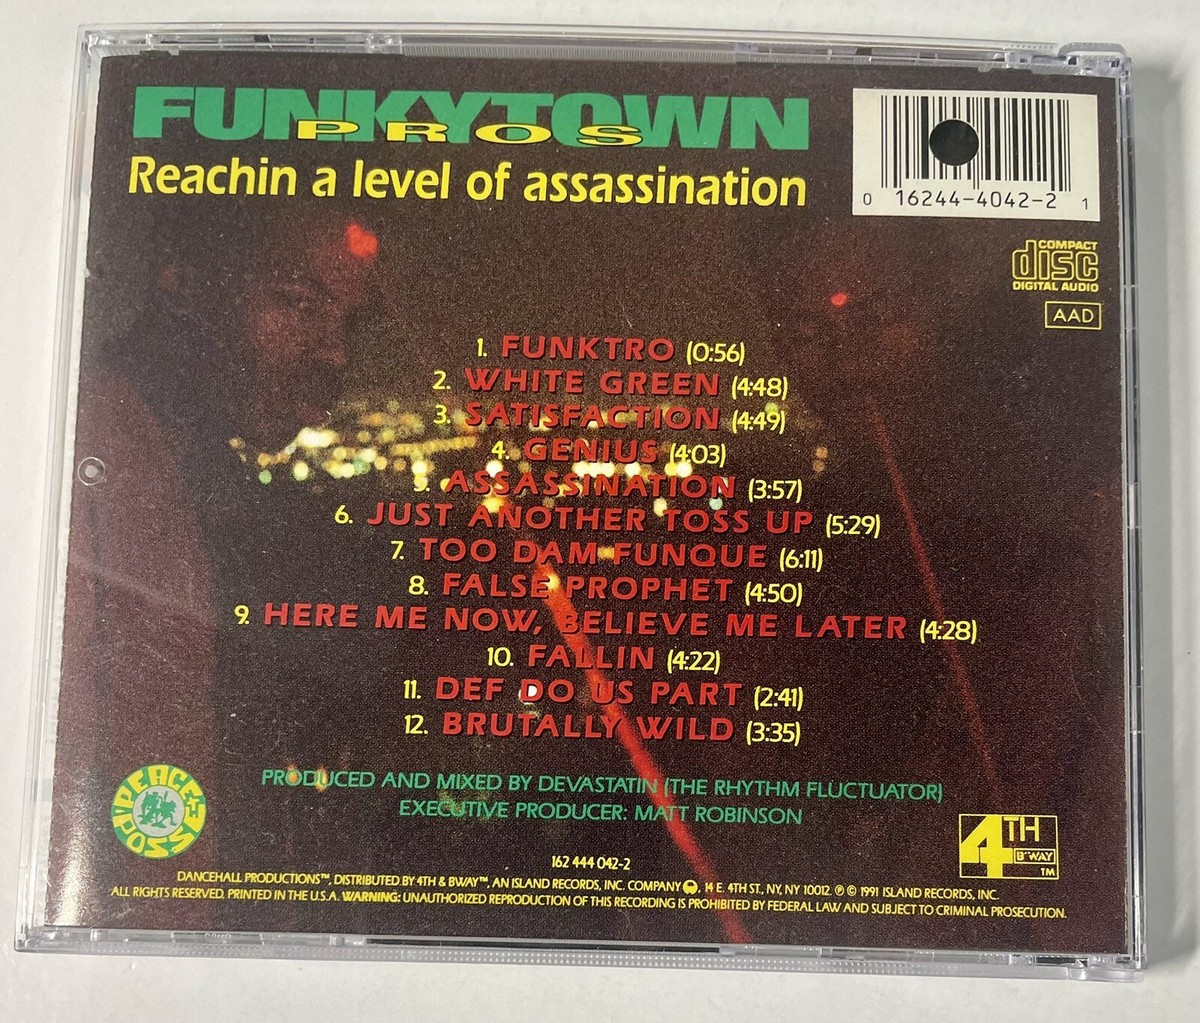 FUNKYTOWN
PROS
Reachin a level of assassination
0 16244-4042-2 1
COMPACT
disc
DIGITAL AUDIO
AAD
1. FUNKTRO (0:56)
2. WHITE GREEN (4:48)
3. SATISFACTION (4:49)
4. GENIUS (4:03)
5. ASSASSINATION (3:57)
6. JUST ANOTHER TOSS UP (5:29)
7. TOO DAM FUNQUE (6:11)
8. FALSE PROPHET (4:50)
9. HERE ME NOW, BELIEVE ME LATER (4:28)
10. FALLIN (4:22)
11. DEF DO US PART (2:41)
12. BRUTALLY WILD (3:35)
PRODUCED AND MIXED BY DEVASTATIN (THE RHYTHM FLUCTUATOR)
EXECUTIVE PRODUCER: MATT ROBINSON
PEACE POSSE
4TH
B'WAY
TM
162 444 042-2
DANCEHALL PRODUCTIONS™, DISTRIBUTED BY 4TH & B'WAY™, AN ISLAND RECORDS, INC. COMPANY, 14 E. 4TH ST., NY, NY 10012. ℗ © 1991 ISLAND RECORDS, INC.
ALL RIGHTS RESERVED. PRINTED IN THE U.S.A. WARNING: UNAUTHORIZED REPRODUCTION OF THIS RECORDING IS PROHIBITED BY FEDERAL LAW AND SUBJECT TO CRIMINAL PROSECUTION.